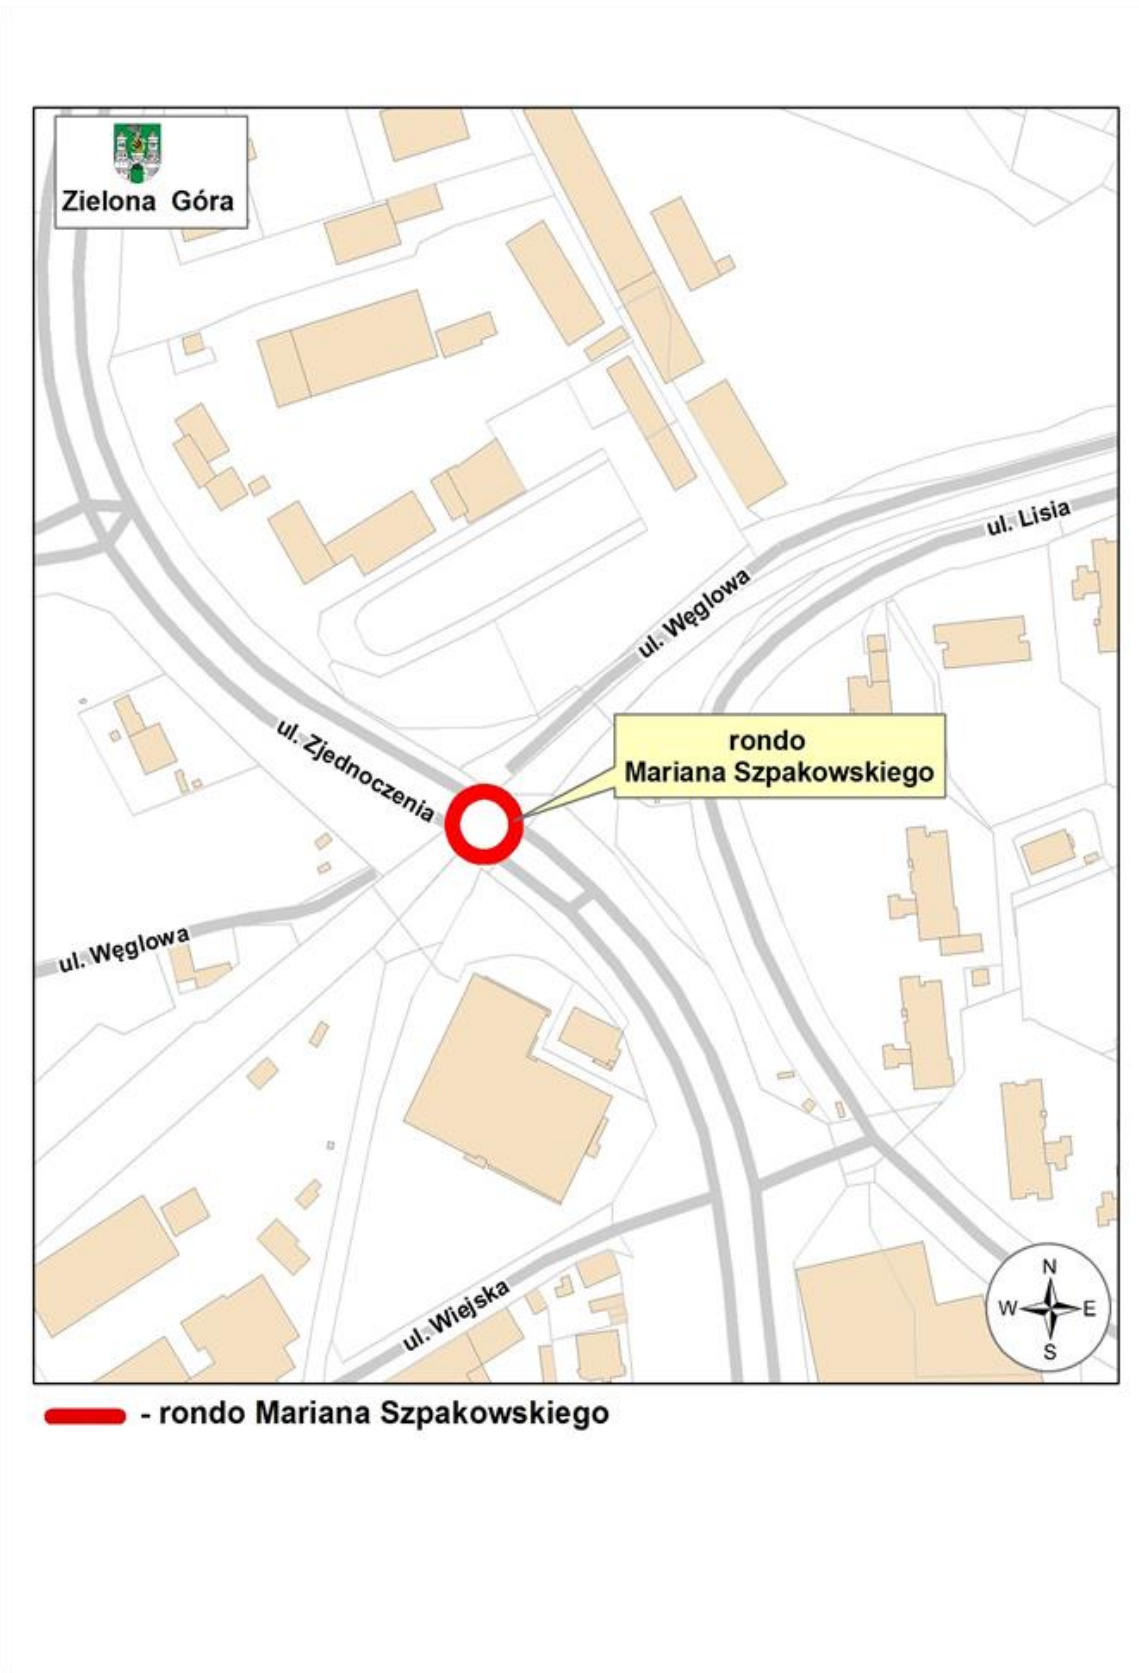 Zielona Góra
ul. Lisia
ul. Węglowa
rondo
Mariana Szpakowskiego
ul. Zjednoczenia
ul. Węglowa
N
W E
S
ul. Wiejska
- rondo Mariana Szpakowskiego